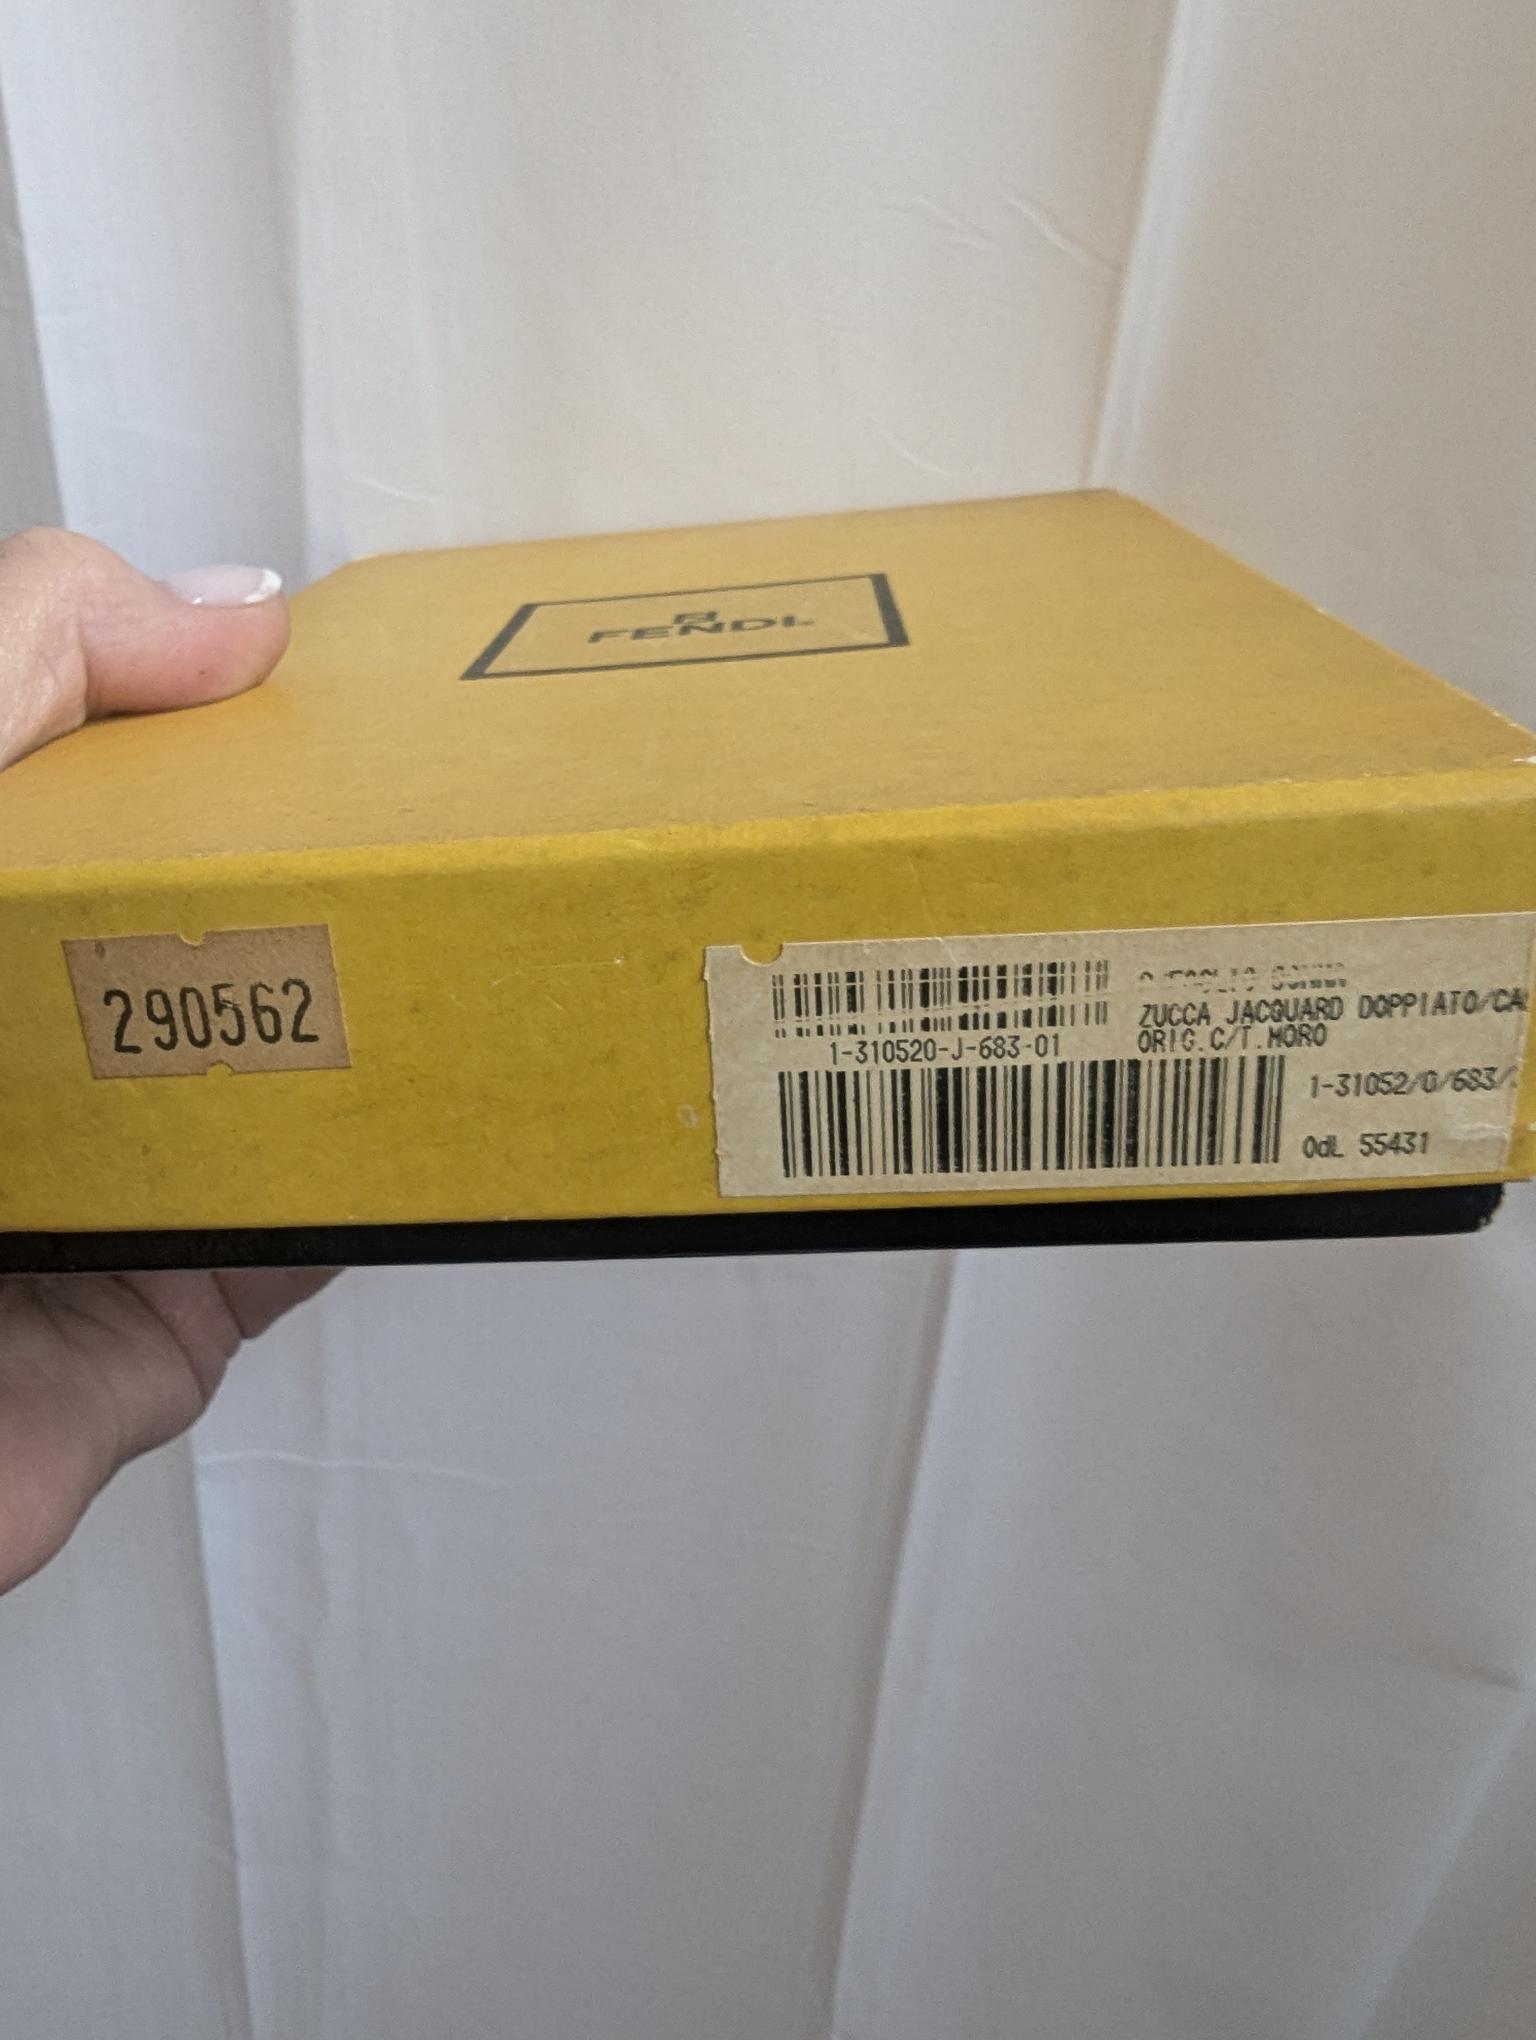 FENDI
290562
ZUCCA JACQUARD DOPPIATO/CA
ORIG.C/T.MORO
1-310520-J-683-01
1-31052/0/683/
OdL 55431